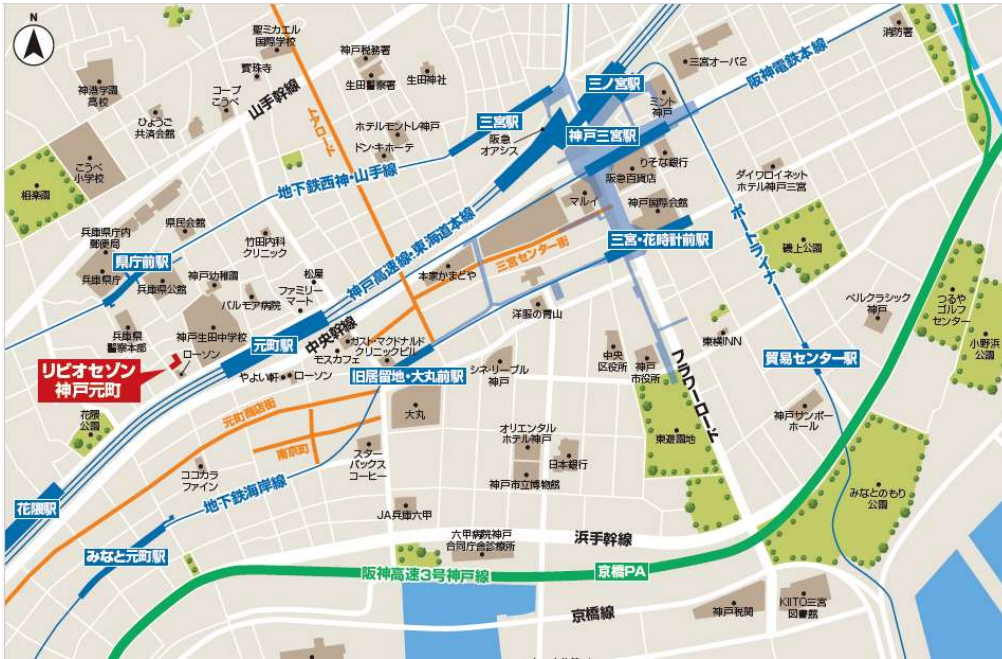 N
聖ミカエル
国際学校
神戸税務署
消防署
寳珠寺
生田警察署
生田神社
三宮オーパ2
阪神電鉄本線
神港学園
高校
コープ
こうべ
山手幹線
トアロード
三ノ宮駅
ミント
神戸
ひょうご
共済会館
ホテルモントレ神戸
三宮駅
神戸三宮駅
阪急
オアシス
ドン・キホーテ
りそな銀行
阪急百貨店
こうべ
小学校
地下鉄西神・山手線
ダイワロイネット
ホテル神戸三宮
相楽園
マルイ
神戸国際会館
兵庫県庁内
郵便局
県民会館
神戸高速線・東海道本線
三宮・花時計前駅
ポートライナー
竹田内科
クリニック
三宮センター街
磯上公園
県庁前駅
兵庫県庁
兵庫県公館
神戸幼稚園
松屋
ファミリー
マート
本家かまどや
パルモア病院
洋服の青山
ベルクラシック
神戸
つるや
ゴルフ
センター
兵庫県
警察本部
神戸生田中学校
元町駅
中央幹線
ガスト・マクドナルド
クリニックビル
モスカフェ
東横INN
小野浜
公園
リビオセゾン
神戸元町
ローソン
やよい軒
ローソン
旧居留地・大丸前駅
シネ・リーブル
神戸
中央
区役所
神戸
市役所
フラワーロード
貿易センター駅
花隈
公園
元町商店街
大丸
神戸サンボー
ホール
南京町
スター
バックス
コーヒー
オリエンタル
ホテル神戸
東遊園地
日本銀行
ココカラ
ファイン
地下鉄海岸線
神戸市立博物館
みなとのもり
公園
花隈駅
JA兵庫六甲
六甲病院神戸
合同庁舎診療所
浜手幹線
みなと元町駅
阪神高速3号神戸線
京橋PA
京橋線
神戸税関
KIITO三宮
図書館